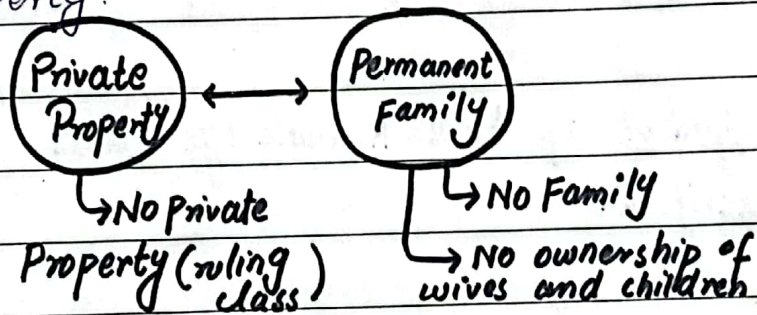 Private
Property
Permanent
Family
No Private
Property (ruling
class)
No Family
No ownership of
wives and children